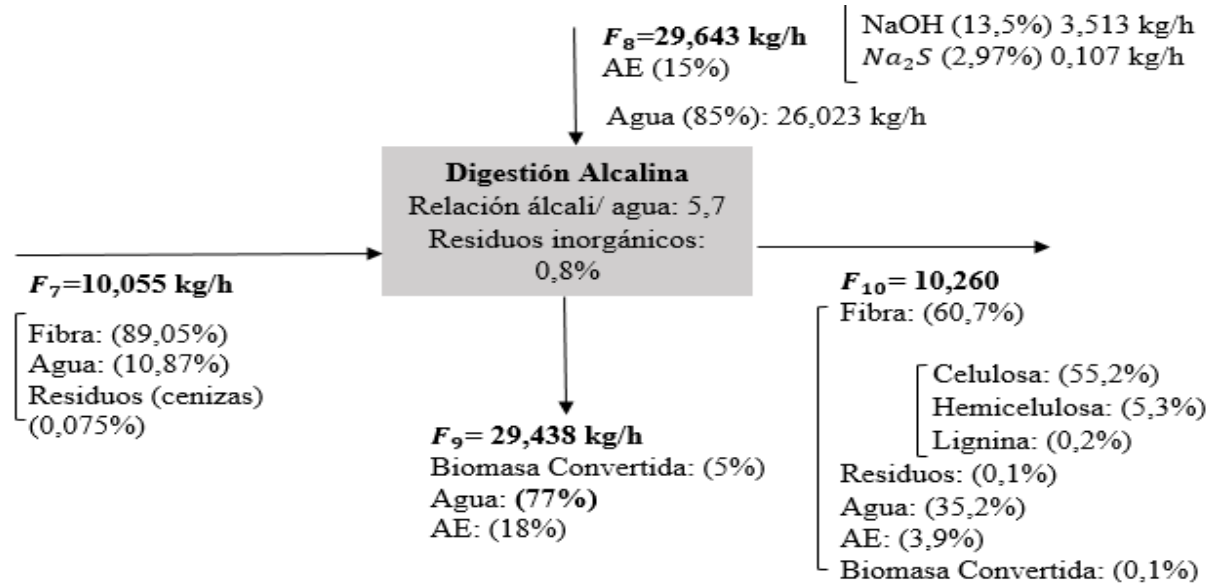 𝑭₈=29,643 kg/h
AE (15%)
Agua (85%): 26,023 kg/h
NaOH (13,5%) 3,513 kg/h
𝑁𝑎₂𝑆 (2,97%) 0,107 kg/h
Digestión Alcalina
Relación álcali/ agua: 5,7
Residuos inorgánicos:
0,8%
𝑭₇=10,055 kg/h
Fibra: (89,05%)
Agua: (10,87%)
Residuos (cenizas)
(0,075%)
𝑭₉= 29,438 kg/h
Biomasa Convertida: (5%)
Agua: (77%)
AE: (18%)
𝑭₁₀= 10,260
Fibra: (60,7%)
Celulosa: (55,2%)
Hemicelulosa: (5,3%)
Lignina: (0,2%)
Residuos: (0,1%)
Agua: (35,2%)
AE: (3,9%)
Biomasa Convertida: (0,1%)